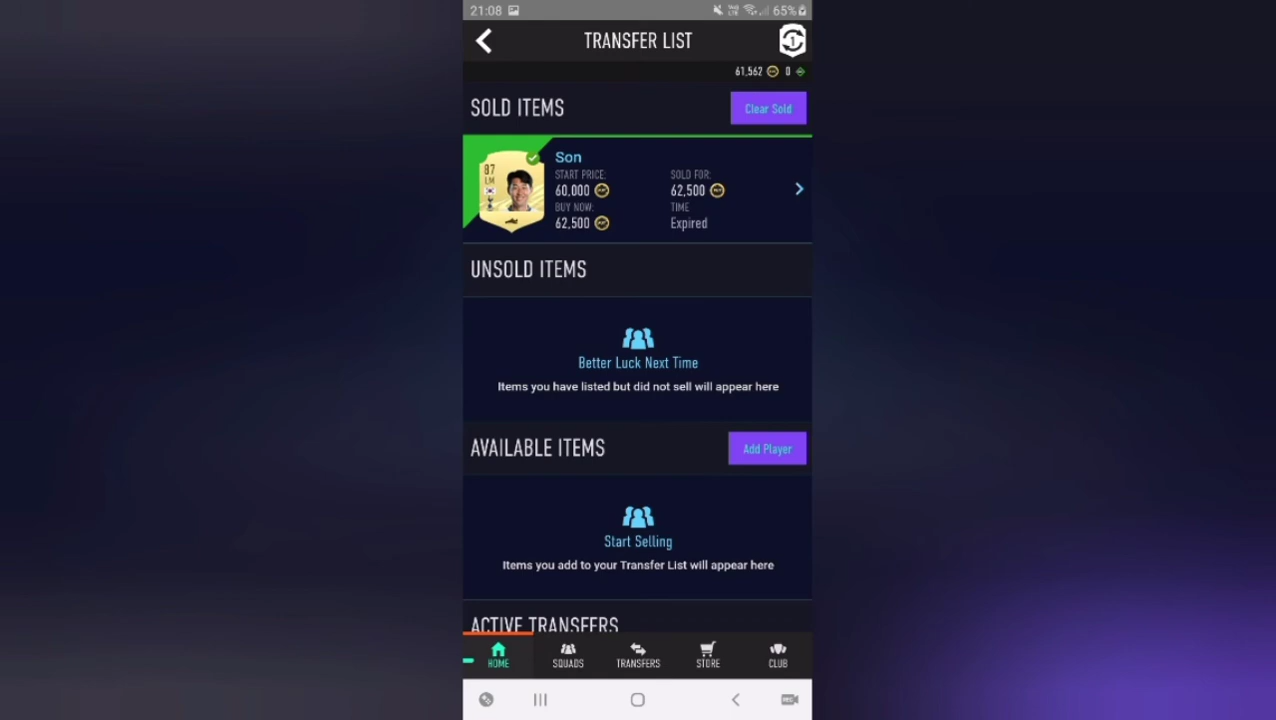 21:08 65%
TRANSFER LIST 1
61,562 0
SOLD ITEMS Clear Sold
87
LM
Son
START PRICE: SOLD FOR:
60,000 62,500
BUY NOW: TIME
62,500 Expired
UNSOLD ITEMS
Better Luck Next Time
Items you have listed but did not sell will appear here
AVAILABLE ITEMS Add Player
Start Selling
Items you add to your Transfer List will appear here
ACTIVE TRANSFERS
HOME SQUADS TRANSFERS STORE CLUB